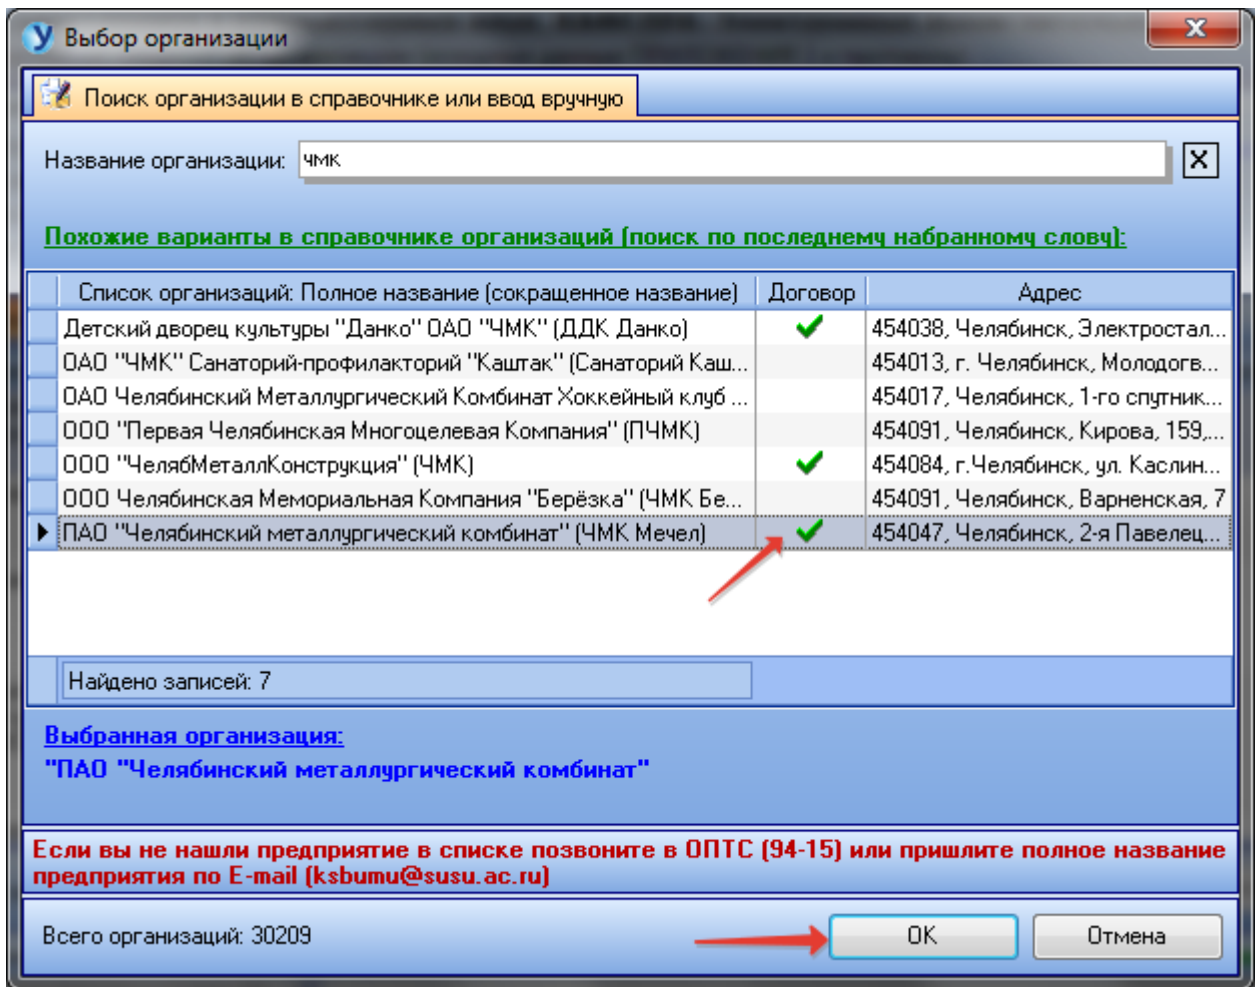 Выбор организации
Поиск организации в справочнике или ввод вручную
Название организации: чмк
Похожие варианты в справочнике организаций (поиск по последнему набранному слову):
Список организаций: Полное название (сокращенное название) Договор Адрес
Детский дворец культуры "Данко" ОАО "ЧМК" (ДДК Данко) 454038, Челябинск, Электростал...
ОАО "ЧМК" Санаторий-профилакторий "Каштак" (Санаторий Каш... 454013, г. Челябинск, Молодогв...
ОАО Челябинский Металлургический Комбинат Хоккейный клуб ... 454017, Челябинск, 1-го спутник...
ООО "Первая Челябинская Многоцелевая Компания" (ПЧМК) 454091, Челябинск, Кирова, 159,...
ООО "ЧелябМеталлКонструкция" (ЧМК) 454084, г.Челябинск, ул. Каслин...
ООО Челябинская Мемориальная Компания "Берёзка" (ЧМК Бе... 454091, Челябинск, Варненская, 7
ПАО "Челябинский металлургический комбинат" (ЧМК Мечел) 454047, Челябинск, 2-я Павелец...
Найдено записей: 7
Выбранная организация:
"ПАО "Челябинский металлургический комбинат"
Если вы не нашли предприятие в списке позвоните в ОПТС (94-15) или пришлите полное название
предприятия по E-mail (ksbumu@susu.ac.ru)
Всего организаций: 30209 OK Отмена